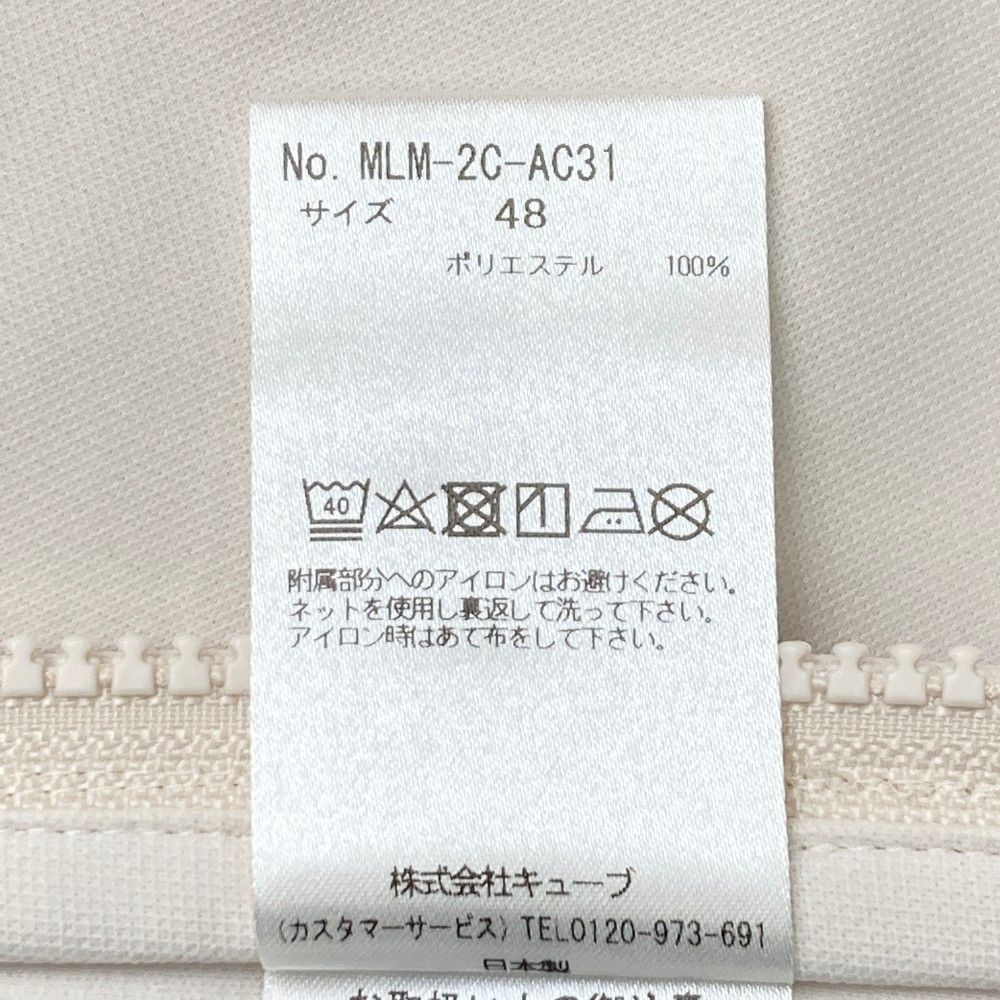 No. MLM-2C-AC31
サイズ 48
ポリエステル 100%
40
附属部分へのアイロンはお避けください。
ネットを使用し裏返して洗って下さい。
アイロン時はあて布をして下さい。
株式会社キューブ
(カスタマーサービス) TEL0120-973-691
日本製